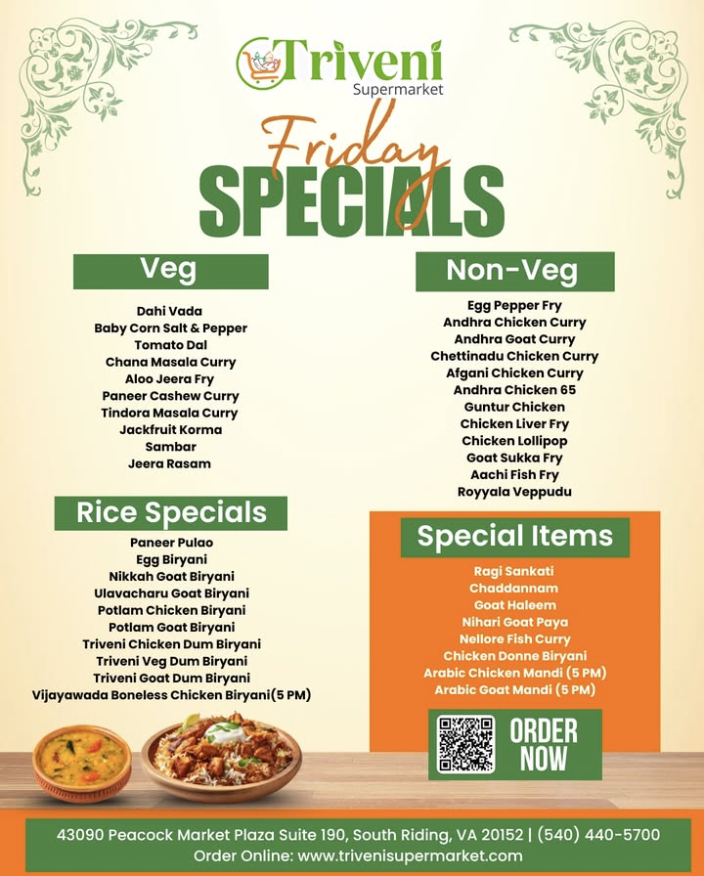 Triveni
Supermarket
Friday
SPECIALS
Veg
Dahi Vada
Baby Corn Salt & Pepper
Tomato Dal
Chana Masala Curry
Aloo Jeera Fry
Paneer Cashew Curry
Tindora Masala Curry
Jackfruit Korma
Sambar
Jeera Rasam
Non-Veg
Egg Pepper Fry
Andhra Chicken Curry
Andhra Goat Curry
Chettinadu Chicken Curry
Afgani Chicken Curry
Andhra Chicken 65
Guntur Chicken
Chicken Liver Fry
Chicken Lollipop
Goat Sukka Fry
Aachi Fish Fry
Royyala Veppudu
Rice Specials
Paneer Pulao
Egg Biryani
Nikkah Goat Biryani
Ulavacharu Goat Biryani
Potlam Chicken Biryani
Potlam Goat Biryani
Triveni Chicken Dum Biryani
Triveni Veg Dum Biryani
Triveni Goat Dum Biryani
Vijayawada Boneless Chicken Biryani(5 PM)
Special Items
Ragi Sankati
Chaddannam
Goat Haleem
Nihari Goat Paya
Nellore Fish Curry
Chicken Donne Biryani
Arabic Chicken Mandi (5 PM)
Arabic Goat Mandi (5 PM)
ORDER
NOW
43090 Peacock Market Plaza Suite 190, South Riding, VA 20152 | (540) 440-5700
Order Online: www.trivenisupermarket.com